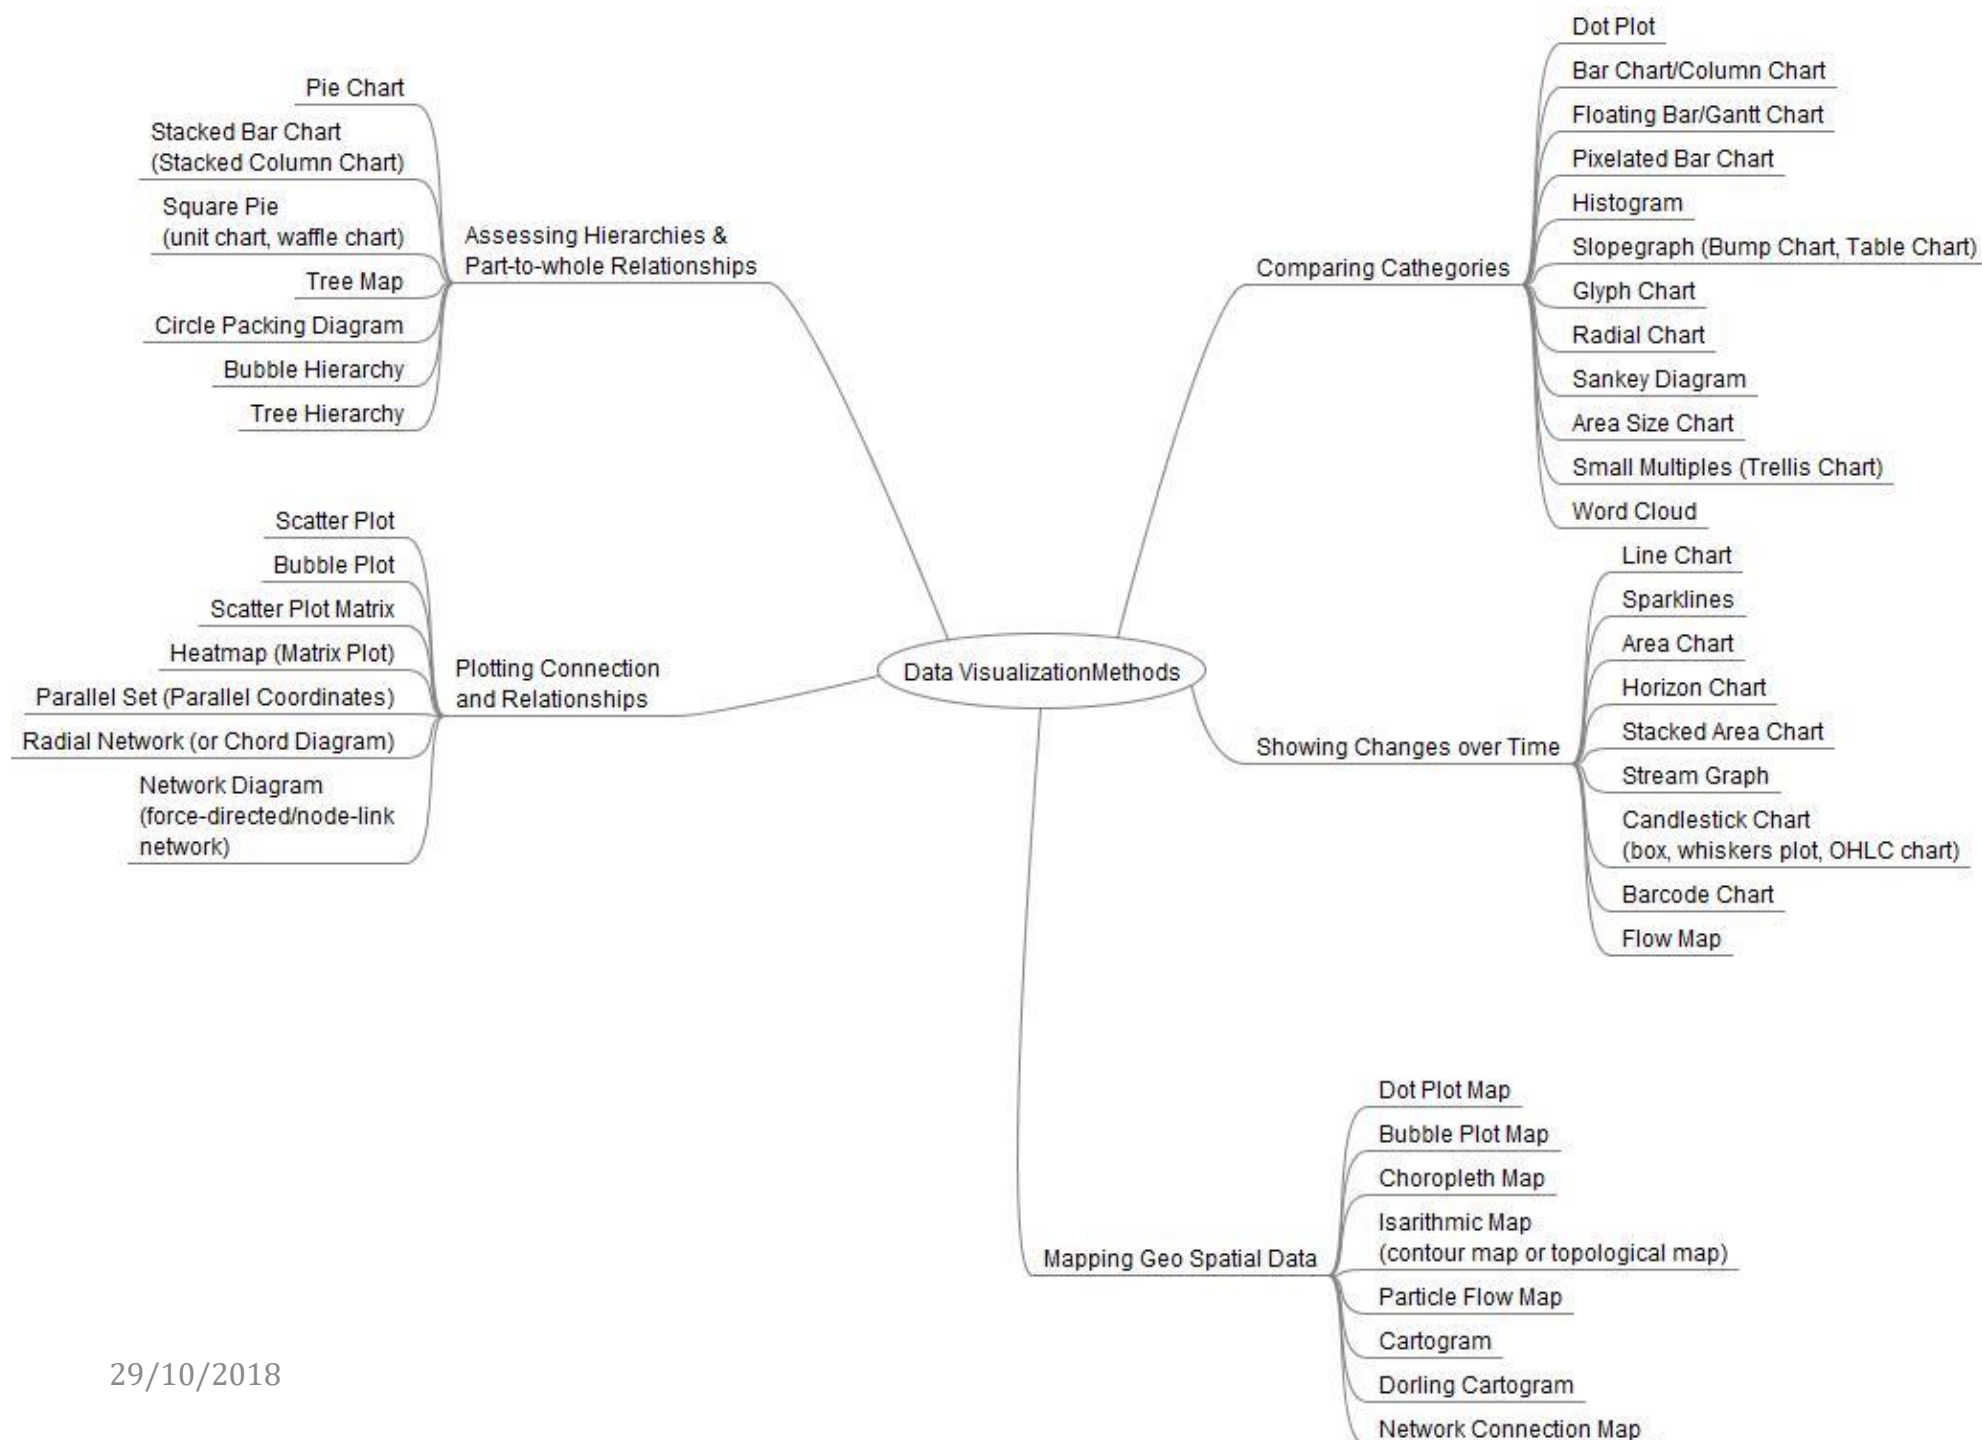 Pie Chart
Stacked Bar Chart
(Stacked Column Chart)
Square Pie
(unit chart, waffle chart)
Tree Map
Circle Packing Diagram
Bubble Hierarchy
Tree Hierarchy
Assessing Hierarchies &
Part-to-whole Relationships
Scatter Plot
Bubble Plot
Scatter Plot Matrix
Heatmap (Matrix Plot)
Parallel Set (Parallel Coordinates)
Radial Network (or Chord Diagram)
Network Diagram
(force-directed/node-link
network)
Plotting Connection
and Relationships
Data VisualizationMethods
Comparing Cathegories
Dot Plot
Bar Chart/Column Chart
Floating Bar/Gantt Chart
Pixelated Bar Chart
Histogram
Slopegraph (Bump Chart, Table Chart)
Glyph Chart
Radial Chart
Sankey Diagram
Area Size Chart
Small Multiples (Trellis Chart)
Word Cloud
Showing Changes over Time
Line Chart
Sparklines
Area Chart
Horizon Chart
Stacked Area Chart
Stream Graph
Candlestick Chart
(box, whiskers plot, OHLC chart)
Barcode Chart
Flow Map
Mapping Geo Spatial Data
Dot Plot Map
Bubble Plot Map
Choropleth Map
Isarithmic Map
(contour map or topological map)
Particle Flow Map
Cartogram
Dorling Cartogram
Network Connection Map
29/10/2018